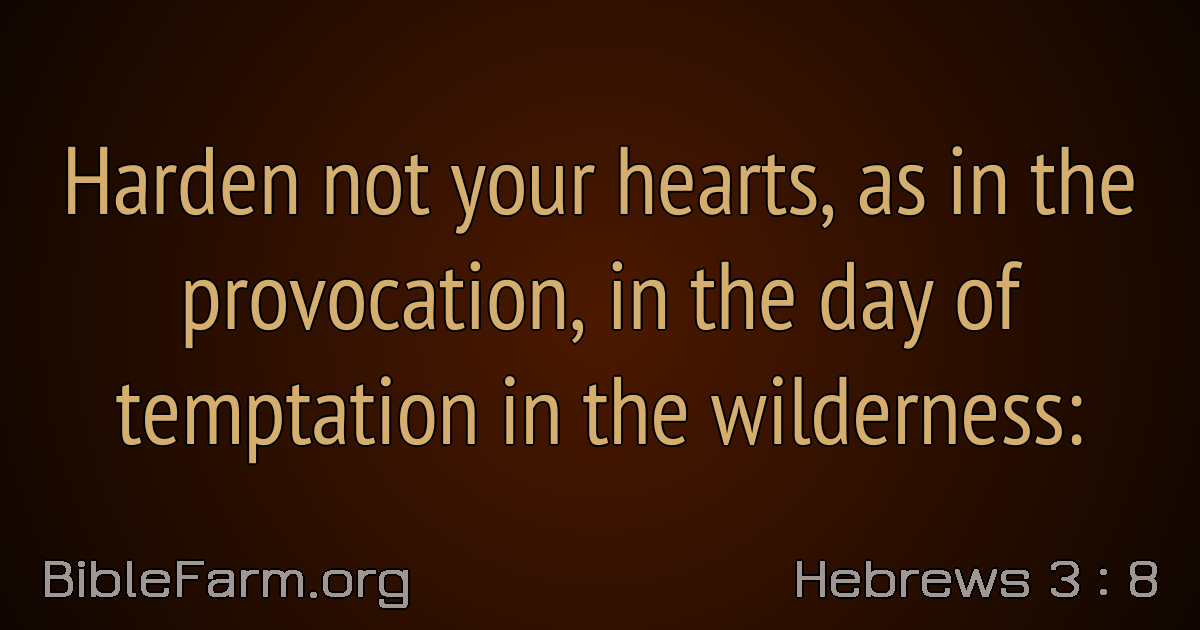 Harden not your hearts, as in the
provocation, in the day of
temptation in the wilderness:
BibleFarm.org
Hebrews 3 : 8